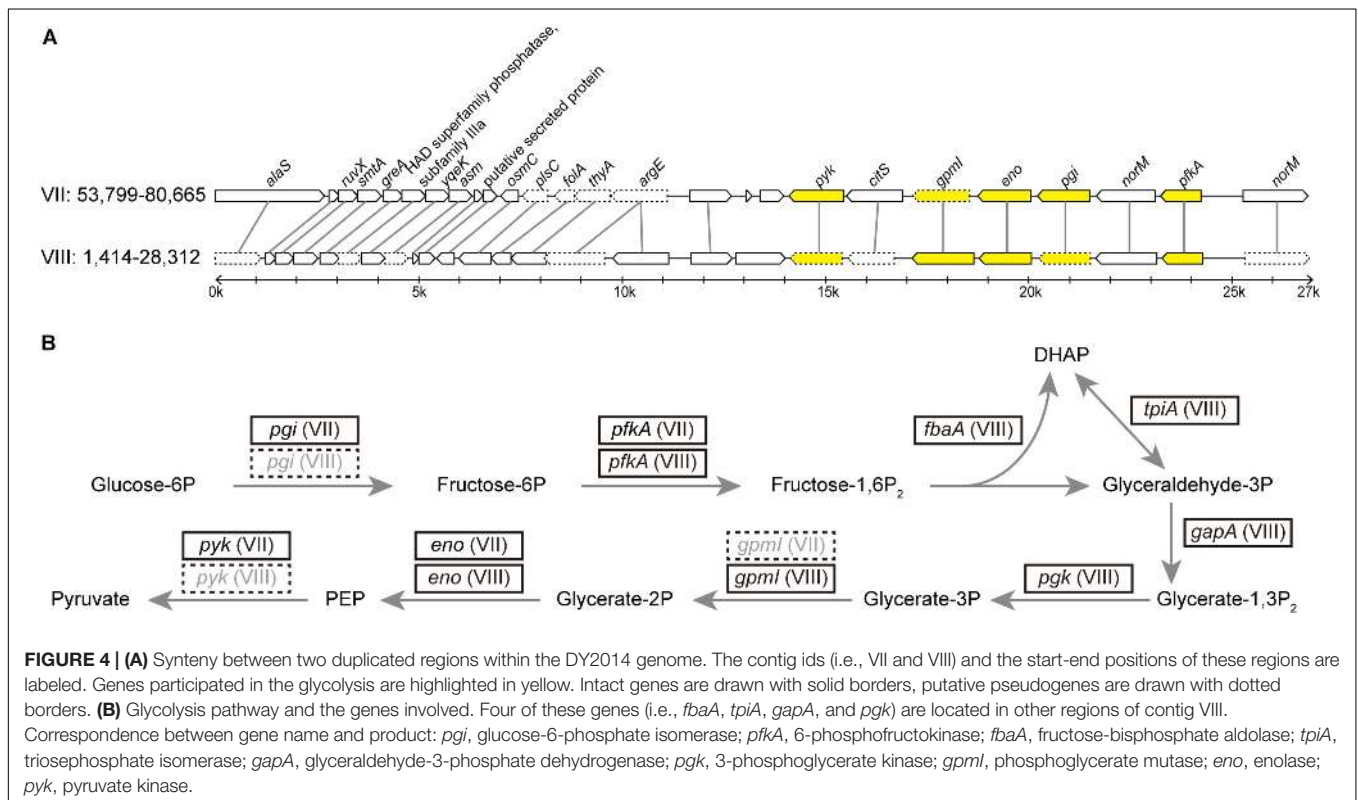 A
alaS
ruvX
smtA
greA
HAD superfamily phosphatase,
subfamily IIIa
yqeK
asm
putative secreted protein
osmC
plsC
folA
thyA
argE
pyk
citS
gpmI
eno
pgi
norM
pfkA
norM
VII: 53,799-80,665
VIII: 1,414-28,312
0k 5k 10k 15k 20k 25k 27k
B
DHAP
pgi (VII)
pgi (VIII)
pfkA (VII)
pfkA (VIII)
fbaA (VIII)
tpiA (VIII)
Glucose-6P
Fructose-6P
Fructose-1,6P2
Glyceraldehyde-3P
gapA (VIII)
pyk (VII)
pyk (VIII)
eno (VII)
eno (VIII)
gpmI (VII)
gpmI (VIII)
pgk (VIII)
Pyruvate
PEP
Glycerate-2P
Glycerate-3P
Glycerate-1,3P2
FIGURE 4 | (A) Synteny between two duplicated regions within the DY2014 genome. The contig ids (i.e., VII and VIII) and the start-end positions of these regions are
labeled. Genes participated in the glycolysis are highlighted in yellow. Intact genes are drawn with solid borders, putative pseudogenes are drawn with dotted
borders. (B) Glycolysis pathway and the genes involved. Four of these genes (i.e., fbaA, tpiA, gapA, and pgk) are located in other regions of contig VIII.
Correspondence between gene name and product: pgi, glucose-6-phosphate isomerase; pfkA, 6-phosphofructokinase; fbaA, fructose-bisphosphate aldolase; tpiA,
triosephosphate isomerase; gapA, glyceraldehyde-3-phosphate dehydrogenase; pgk, 3-phosphoglycerate kinase; gpmI, phosphoglycerate mutase; eno, enolase;
pyk, pyruvate kinase.